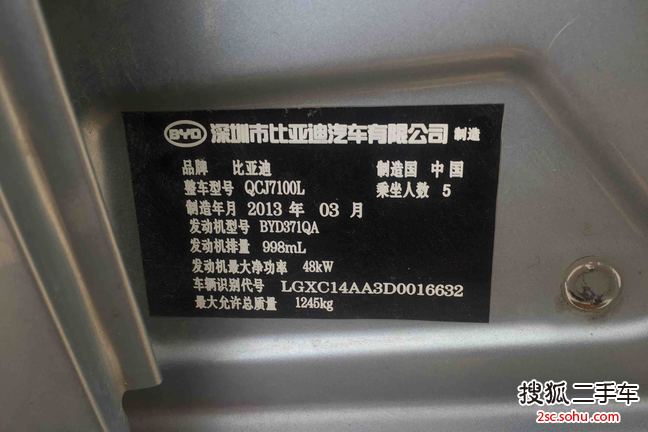 BYD 深圳市比亚迪汽车有限公司 制造
品牌 比亚迪 制造国 中国
整车型号 QCJ7100L 乘坐人数 5
制造年月 2013 年 03 月
发动机型号 BYD371QA
发动机排量 998mL
发动机最大净功率 48kW
车辆识别代号 LGXC14AA3D0016632
最大允许总质量 1245kg
搜狐 二手车
2sc.sohu.com